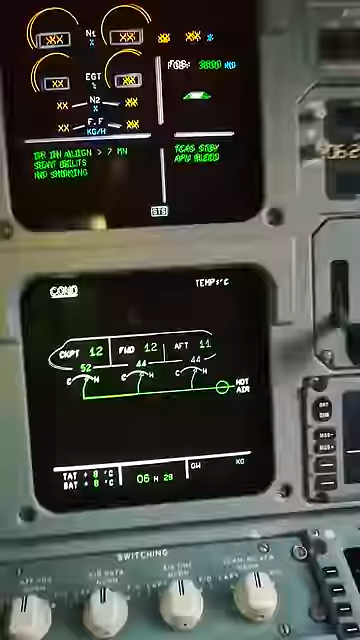 XX N1 % XX XX XX %
FOB: 3800 KG
XX EGT °C XX
XX N2 % XX
XX F.F KG/H XX
IR IN ALIGN > 7 MN
SEAT BELTS
NO SMOKING
TCAS STBY
APU BLEED
STS
COND
TEMP:°C
CKPT 12 FWD 12 AFT 11
52 44 44
C H C H C H
HOT
AIR
TAT + 8 °C
SAT + 8 °C
06 H 28
GW KG
SWITCHING